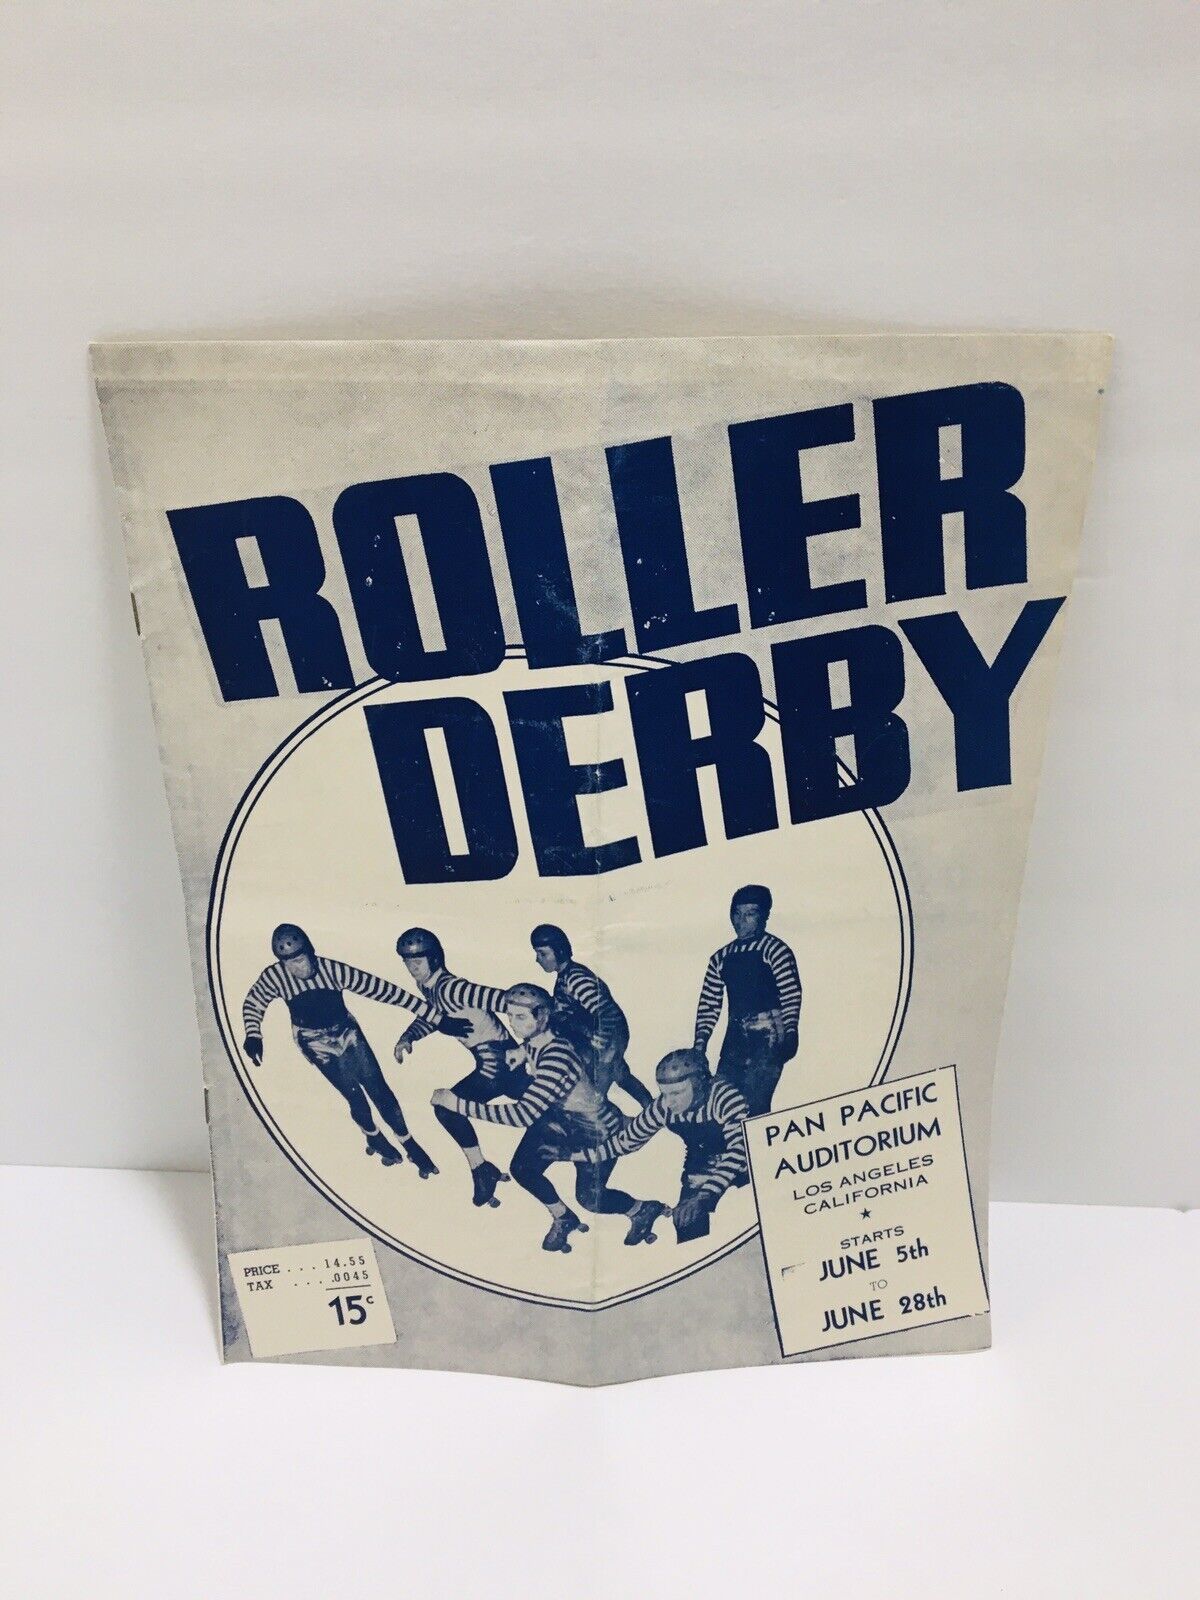 ROLLER
DERBY
PAN PACIFIC
AUDITORIUM
LOS ANGELES
CALIFORNIA
★
STARTS
JUNE 5th
TO
JUNE 28th
PRICE . . . 14.55
TAX . . . . .0045
15c